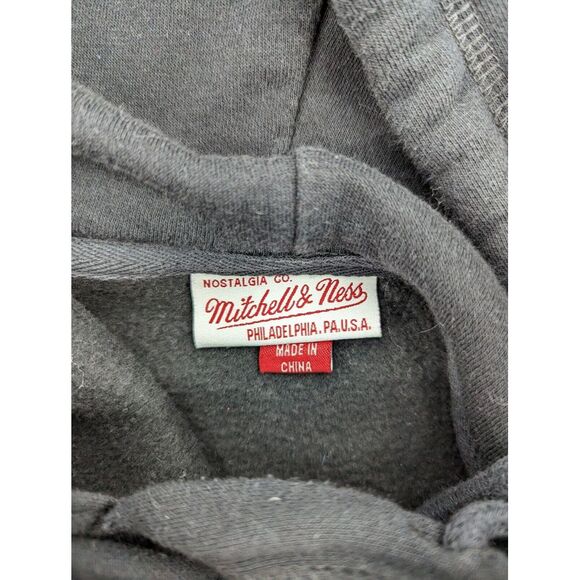 NOSTALGIA CO.
Mitchell & Ness
PHILADELPHIA, PA.U.S.A.
MADE IN
CHINA